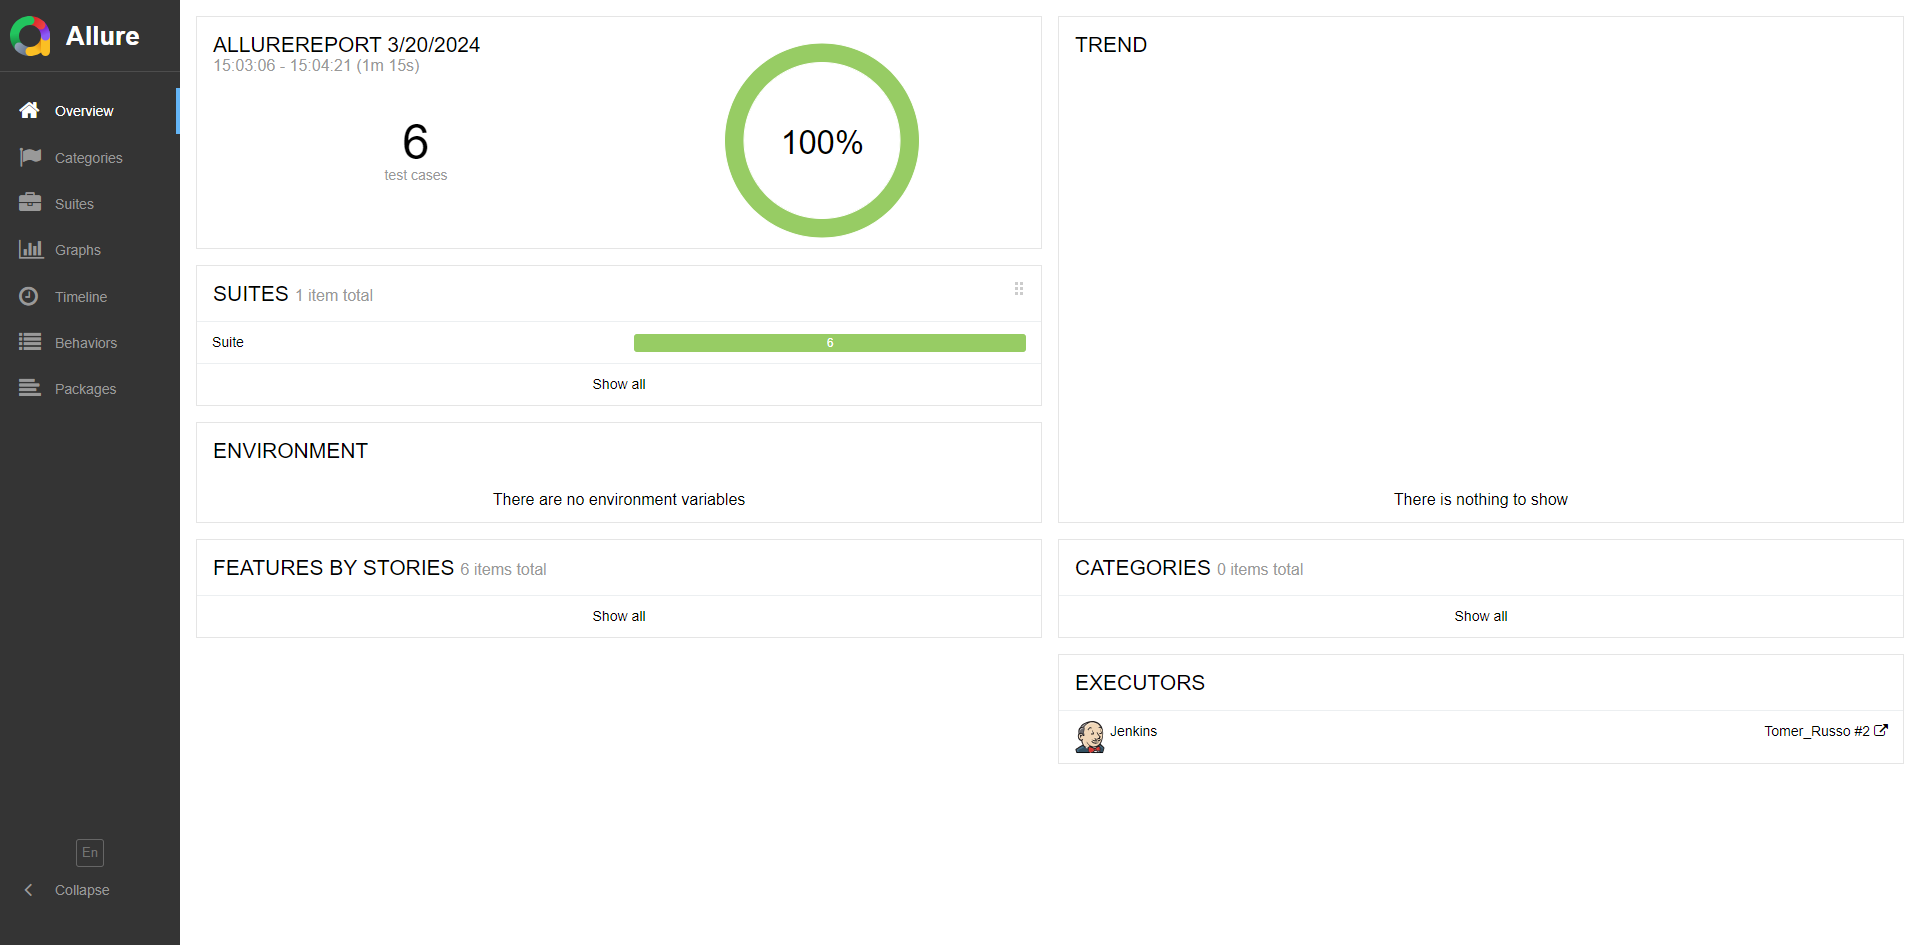 Allure
Overview
Categories
Suites
Graphs
Timeline
Behaviors
Packages
En
Collapse
ALLUREREPORT 3/20/2024
15:03:06 - 15:04:21 (1m 15s)
6
test cases
100%
SUITES 1 item total
Suite 6
Show all
ENVIRONMENT
There are no environment variables
FEATURES BY STORIES 6 items total
Show all
TREND
There is nothing to show
CATEGORIES 0 items total
Show all
EXECUTORS
Jenkins Tomer_Russo #2